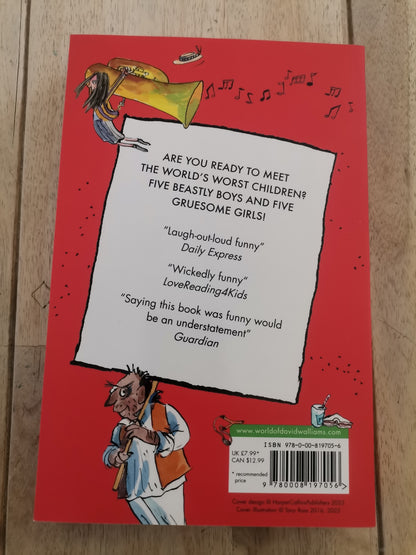 ARE YOU READY TO MEET
THE WORLD'S WORST CHILDREN?
FIVE BEASTLY BOYS AND FIVE
GRUESOME GIRLS!
"Laugh-out-loud funny"
Daily Express
"Wickedly funny"
LoveReading4Kids
"Saying this book was funny would
be an understatement"
Guardian
www.worldofdavidwalliams.com
ISBN 978-0-00-819705-6
UK £7.99*
CAN $12.99
* recommended
price
9 780008 197056
Cover design © HarperCollinsPublishers 2023
Cover illustration © Tony Ross 2016, 2023